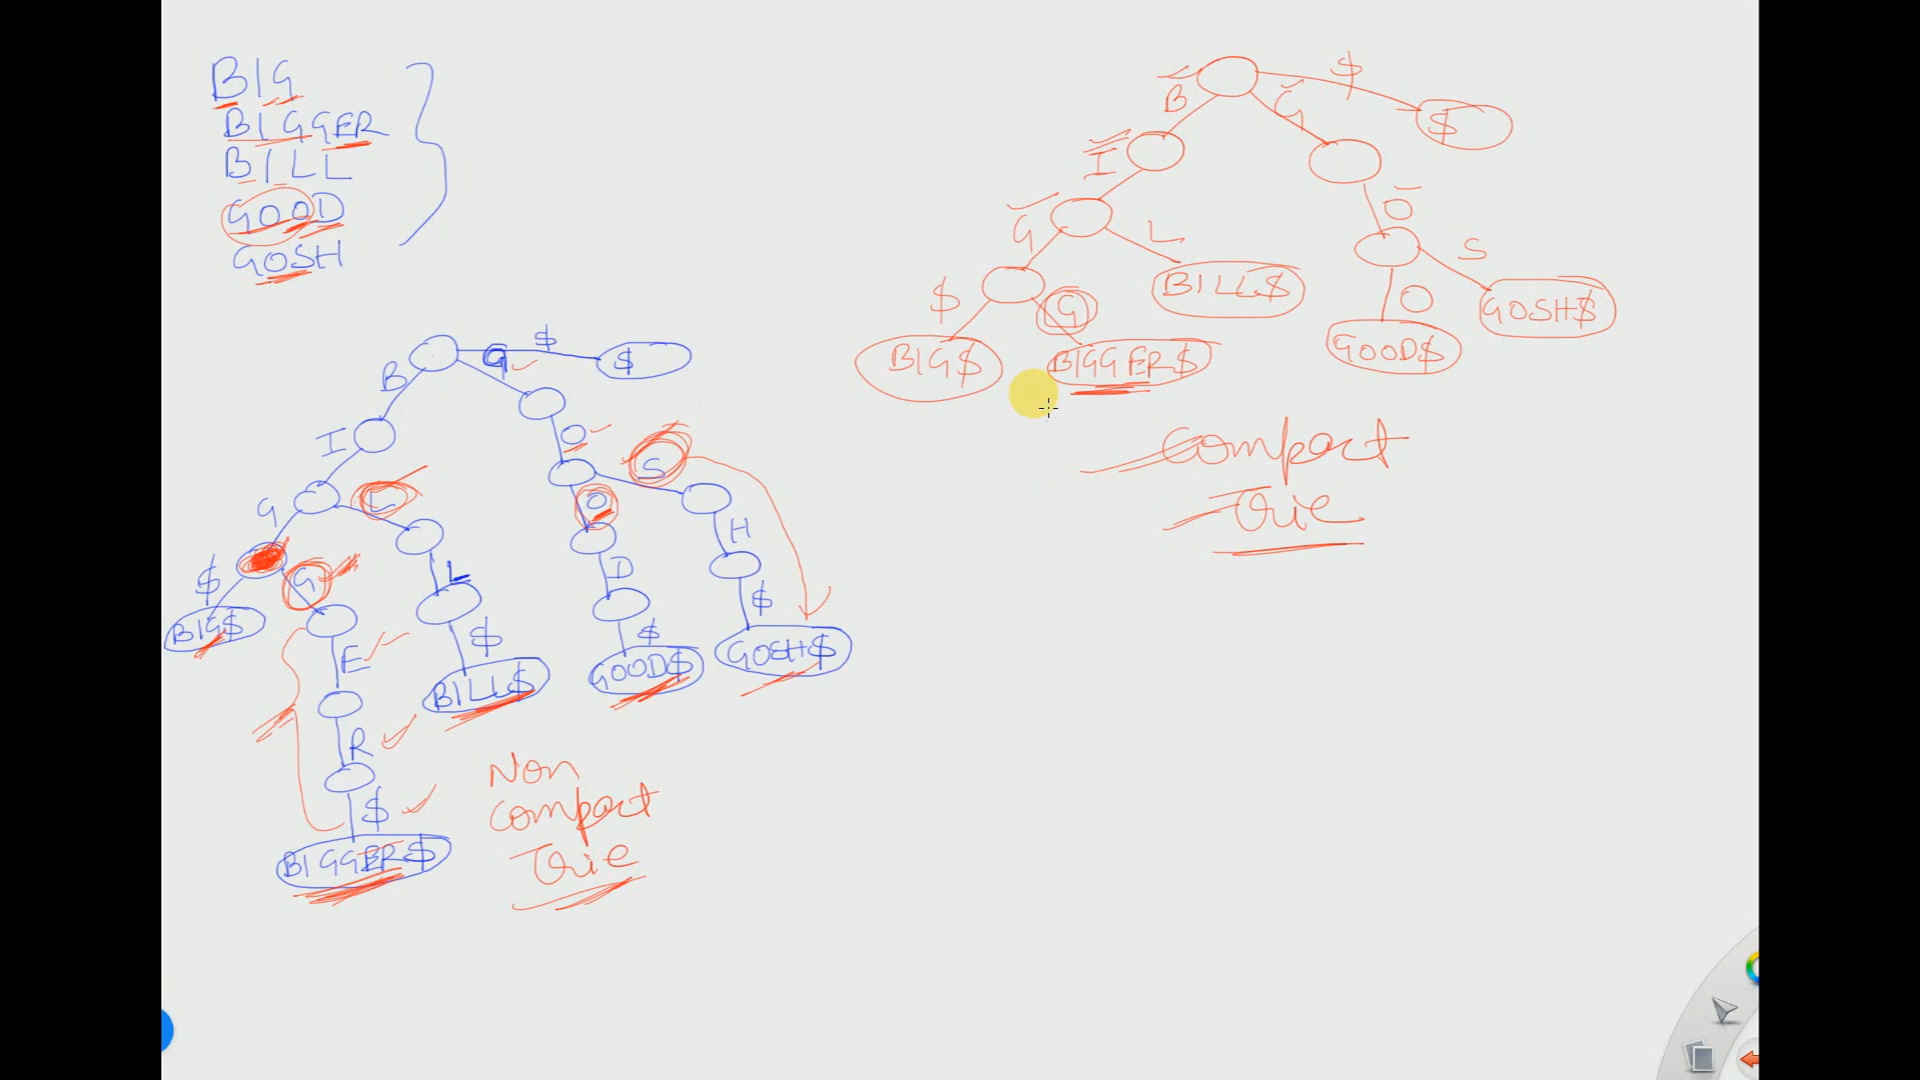 BIG
BIGGER
BILL
GOOD
GOSH
$
B
G
$
I
O
G
L
O
S
$
G
L
D
H
BIG$
E
$
$
$
R
BILL$
GOOD$
GOSH$
$
BIGGER$
Non
compact
Trie
$
B
G
$
I
O
G
L
S
$
G
BILL$
O
GOSH$
BIG$
BIGGER$
GOOD$
Compact
Trie